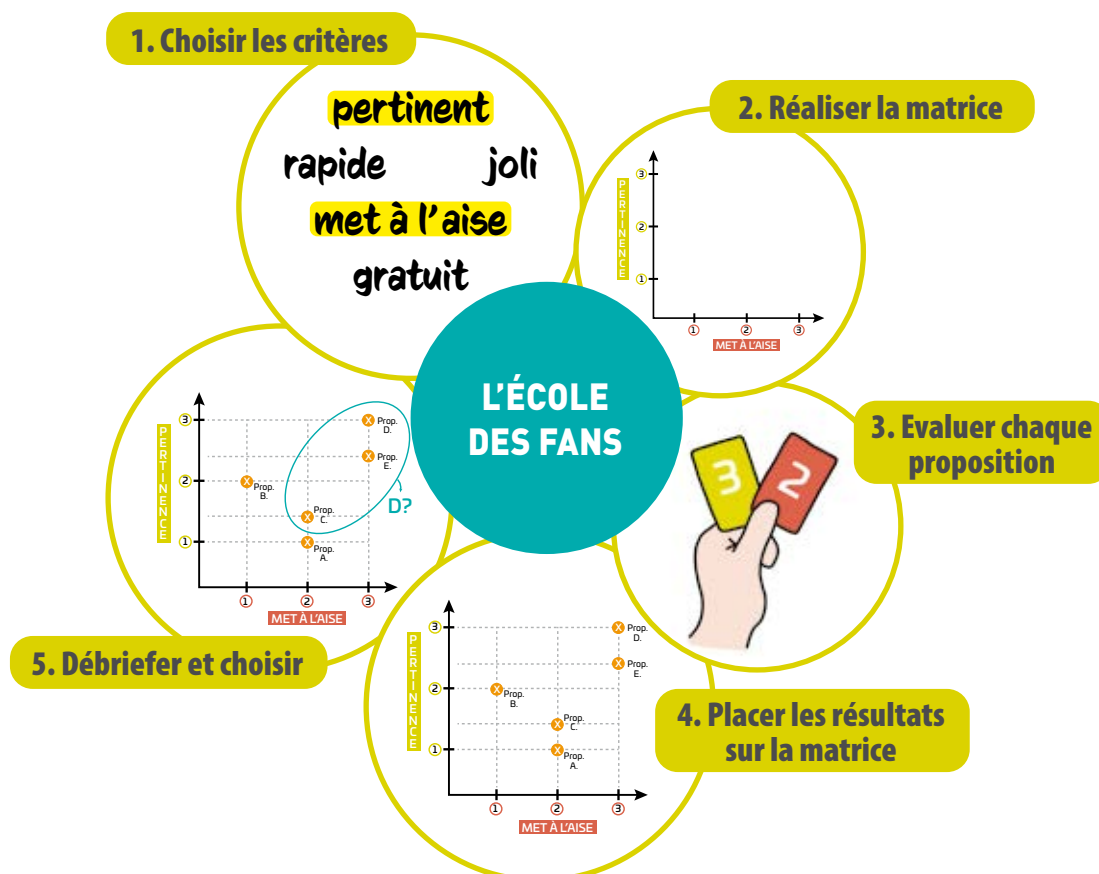 1. Choisir les critères
pertinent
rapide joli
met à l'aise
gratuit
2. Réaliser la matrice
PERTINENCE
3
2
1
1 2 3
MET À L'AISE
L'ÉCOLE
DES FANS
3. Evaluer chaque
proposition
3 2
4. Placer les résultats
sur la matrice
PERTINENCE
3
X Prop.
D.
X Prop.
E.
2
X Prop.
B.
X Prop.
C.
1
X Prop.
A.
1 2 3
MET À L'AISE
5. Débriefer et choisir
PERTINENCE
3
X Prop.
D.
X Prop.
E.
2
X Prop.
B.
D?
X Prop.
C.
1
X Prop.
A.
1 2 3
MET À L'AISE